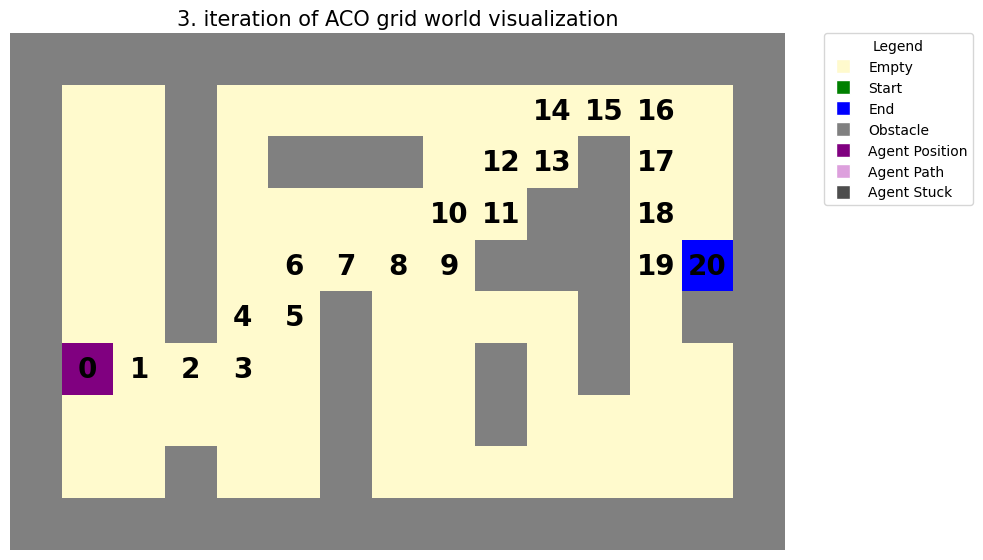 3. iteration of ACO grid world visualization
Legend
Empty
Start
End
Obstacle
Agent Position
Agent Path
Agent Stuck
14 15 16
12 13 17
10 11 18
6 7 8 9 19 20
4 5
0 1 2 3